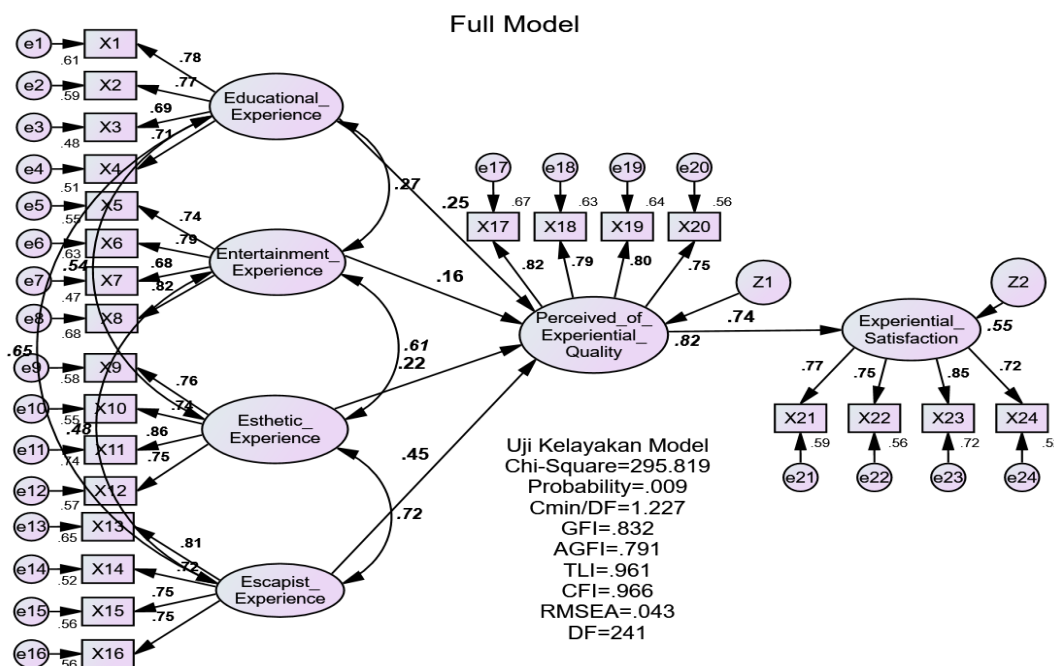 Full Model
e1
.61
X1
.78
e2
.59
X2
.77
e3
.48
X3
.69
e4
.51
X4
.71
Educational_
Experience
e5
.55
X5
.74
e6
.63
X6
.79
e7
.47
X7
.68
e8
.68
X8
.82
Entertainment_
Experience
e9
.58
X9
.76
e10
.55
X10
.74
e11
.74
X11
.86
e12
.57
X12
.75
Esthetic_
Experience
e13
.65
X13
.81
e14
.52
X14
.72
e15
.56
X15
.75
e16
.56
X16
.75
Escapist_
Experience
.54
.65
.48
.27
.61
.72
.25
.16
.22
.45
e17
e18
e19
e20
.67
.63
.64
.56
X17
X18
X19
X20
.82
.79
.80
.75
Z1
Perceived_of_
Experiential_
Quality
.82
.74
Z2
Experiential_
Satisfaction
.55
.77
.75
.85
.72
X21
X22
X23
X24
.59
.56
.72
e21
e22
e23
e24
Uji Kelayakan Model
Chi-Square=295.819
Probability=.009
Cmin/DF=1.227
GFI=.832
AGFI=.791
TLI=.961
CFI=.966
RMSEA=.043
DF=241